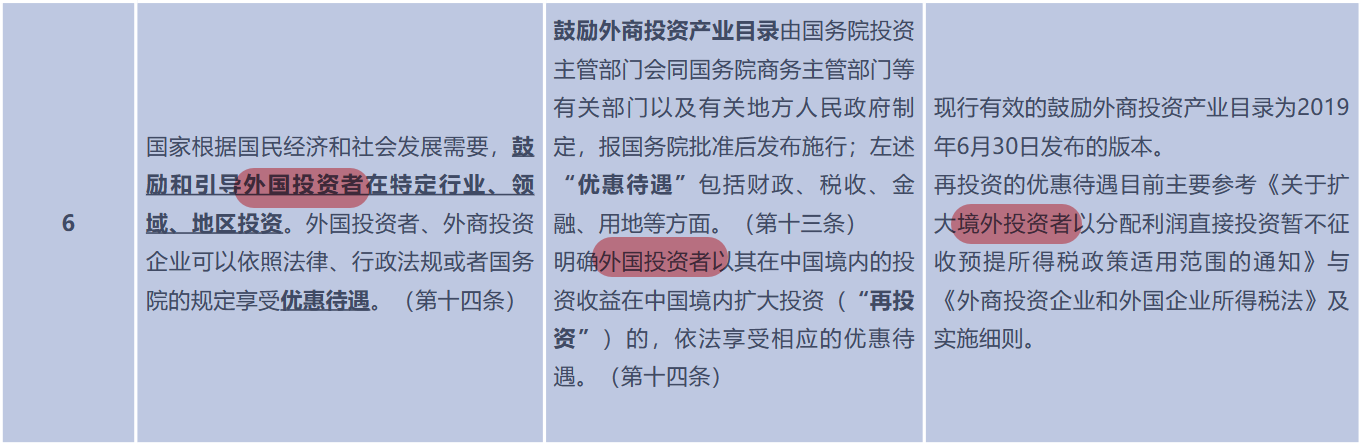 6
国家根据国民经济和社会发展需要，鼓
励和引导外国投资者在特定行业、领
域、地区投资。外国投资者、外商投资
企业可以依照法律、行政法规或者国务
院的规定享受优惠待遇。（第十四条）
鼓励外商投资产业目录由国务院投资
主管部门会同国务院商务主管部门等
有关部门以及有关地方人民政府制
定，报国务院批准后发布施行；左述
“优惠待遇”包括财政、税收、金
融、用地等方面。（第十三条）
明确外国投资者以其在中国境内的投
资收益在中国境内扩大投资（“再投
资”）的，依法享受相应的优惠待
遇。（第十四条）
现行有效的鼓励外商投资产业目录为2019
年6月30日发布的版本。
再投资的优惠待遇目前主要参考《关于扩
大境外投资者以分配利润直接投资暂不征
收预提所得税政策适用范围的通知》与
《外商投资企业和外国企业所得税法》及
实施细则。